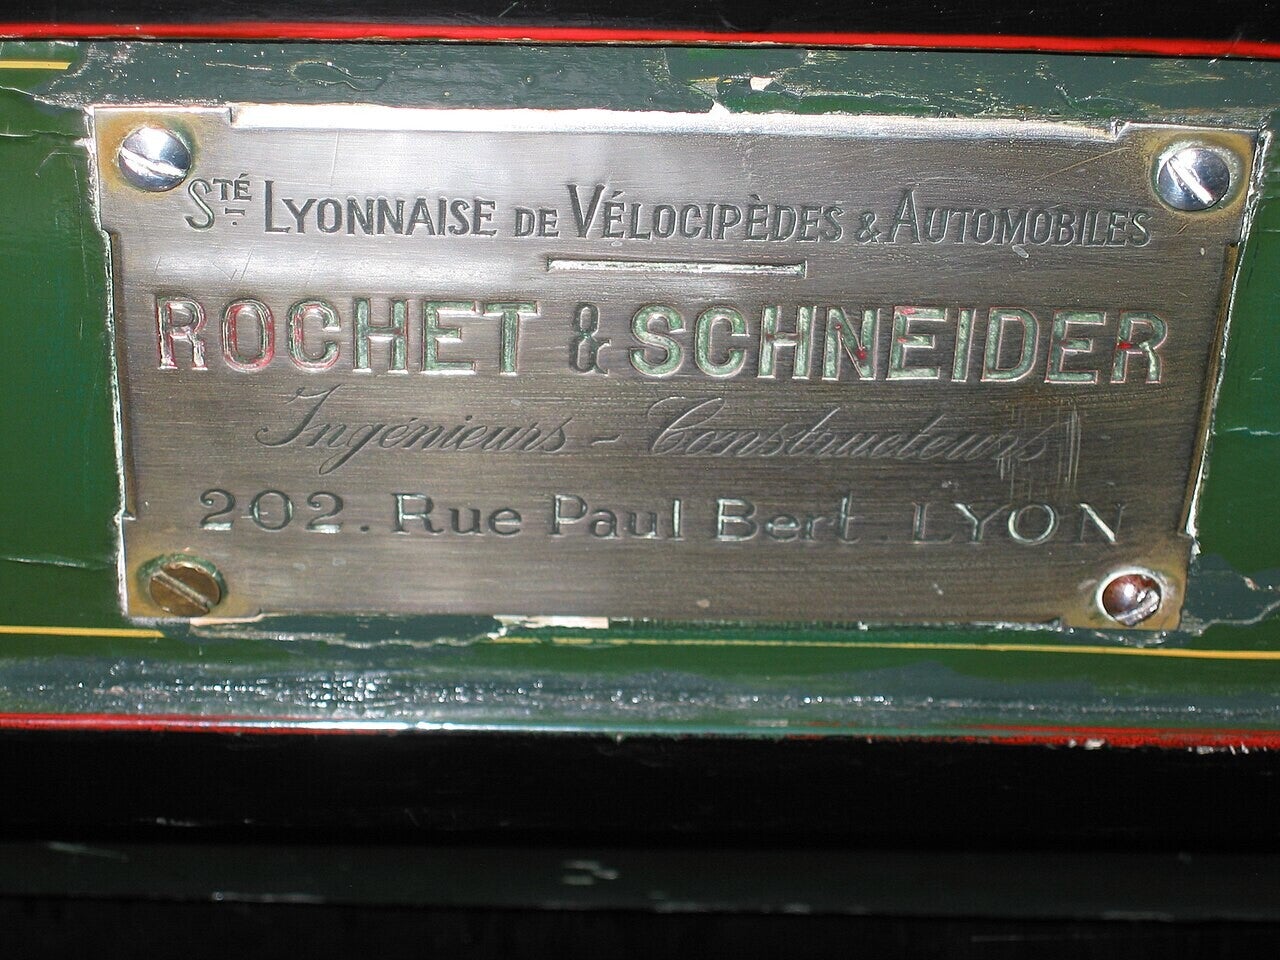 Sté Lyonnaise de Vélocipèdes & Automobiles
ROCHET & SCHNEIDER
Ingénieurs - Constructeurs
202. Rue Paul Bert. LYON